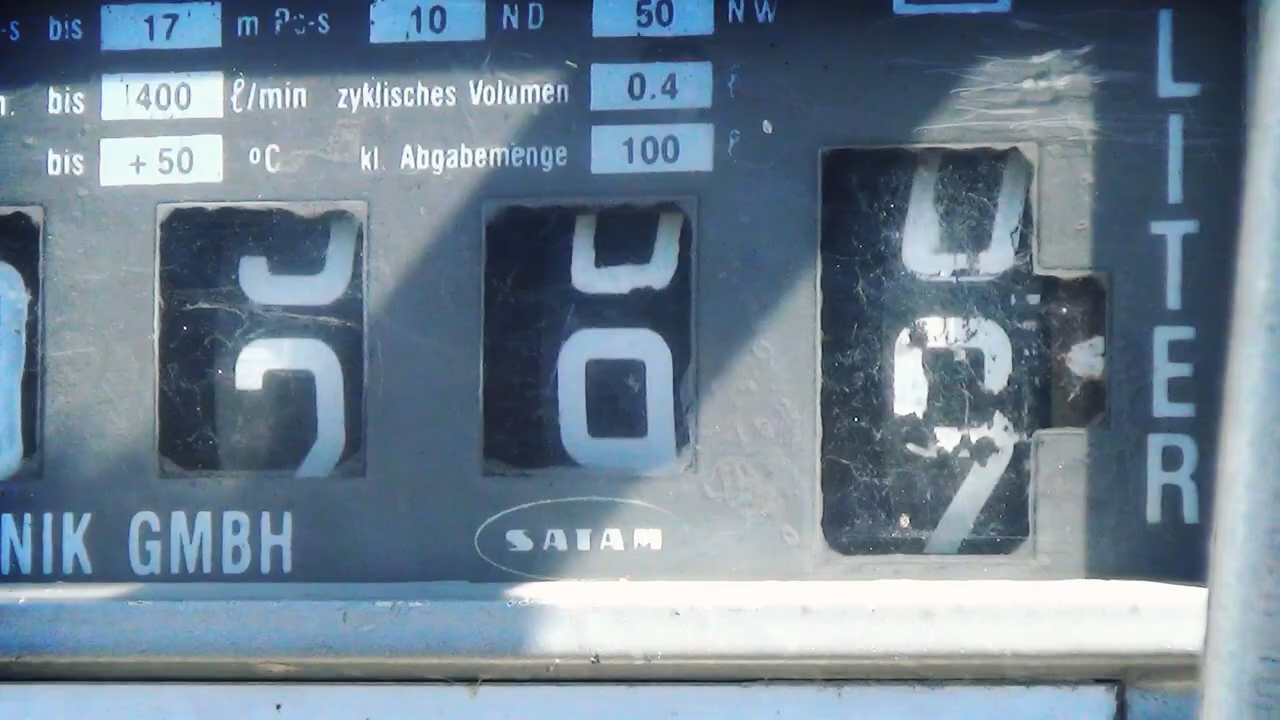 bis 17 m Pa-s 10 ND 50 NW
bis 400 ℓ/min zyklisches Volumen 0.4 ℓ
bis +50 °C kl. Abgabemenge 100 ℓ
LITER
0
NIK GMBH
SATAM